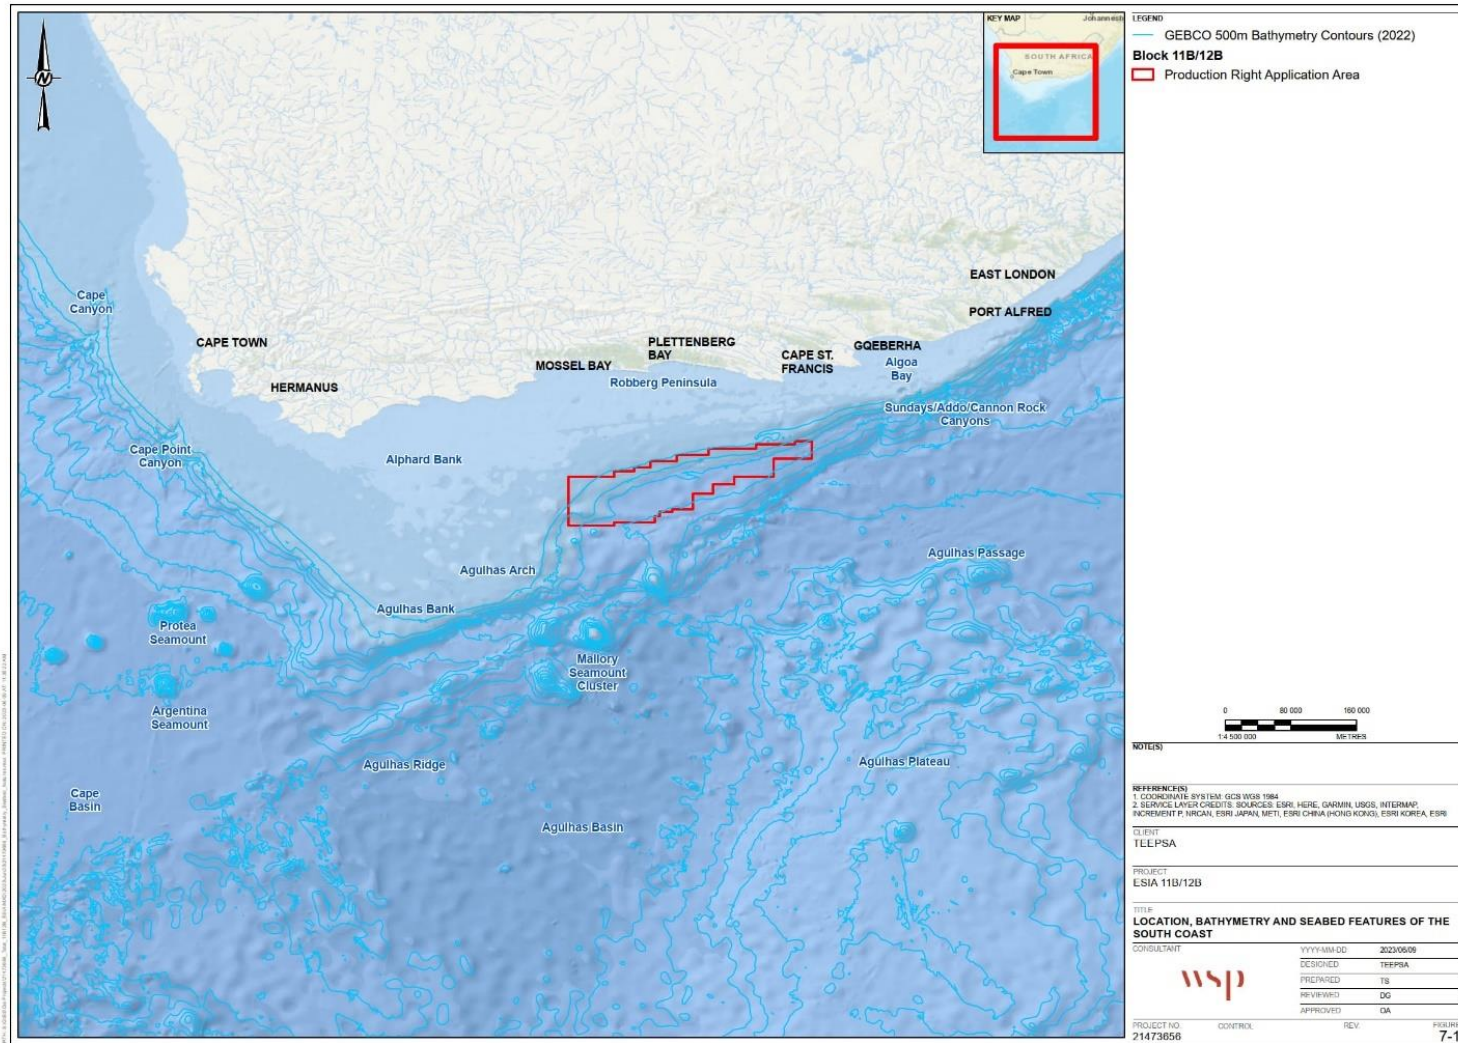 KEY MAP
Johannesb
SOUTH AFRICA
Cape Town
N
Cape
Canyon
CAPE TOWN
HERMANUS
MOSSEL BAY
PLETTENBERG
BAY
Robberg Peninsula
CAPE ST.
FRANCIS
GQEBERHA
Algoa
Bay
EAST LONDON
PORT ALFRED
Sundays/Addo/Cannon Rock
Canyons
Cape Point
Canyon
Alphard Bank
Agulhas Arch
Agulhas Passage
Agulhas Bank
Protea
Seamount
Mallory
Seamount
Cluster
Argentina
Seamount
Agulhas Ridge
Agulhas Plateau
Cape
Basin
Agulhas Basin
LEGEND
GEBCO 500m Bathymetry Contours (2022)
Block 11B/12B
Production Right Application Area
0 80 000 160 000
1:4 500 000 METRES
NOTE(S)
REFERENCE(S)
1. COORDINATE SYSTEM: GCS WGS 1984
2. SERVICE LAYER CREDITS: SOURCES: ESRI, HERE, GARMIN, USGS, INTERMAP,
INCREMENT P, NRCAN, ESRI JAPAN, METI, ESRI CHINA (HONG KONG), ESRI KOREA, ESRI
CLIENT
TEEPSA
PROJECT
ESIA 11B/12B
TITLE
LOCATION, BATHYMETRY AND SEABED FEATURES OF THE
SOUTH COAST
CONSULTANT
wsp
YYYY-MM-DD 2023/06/09
DESIGNED TEEPSA
PREPARED TS
REVIEWED DG
APPROVED OA
PROJECT NO. CONTROL REV. FIGURE
21473656 7-1